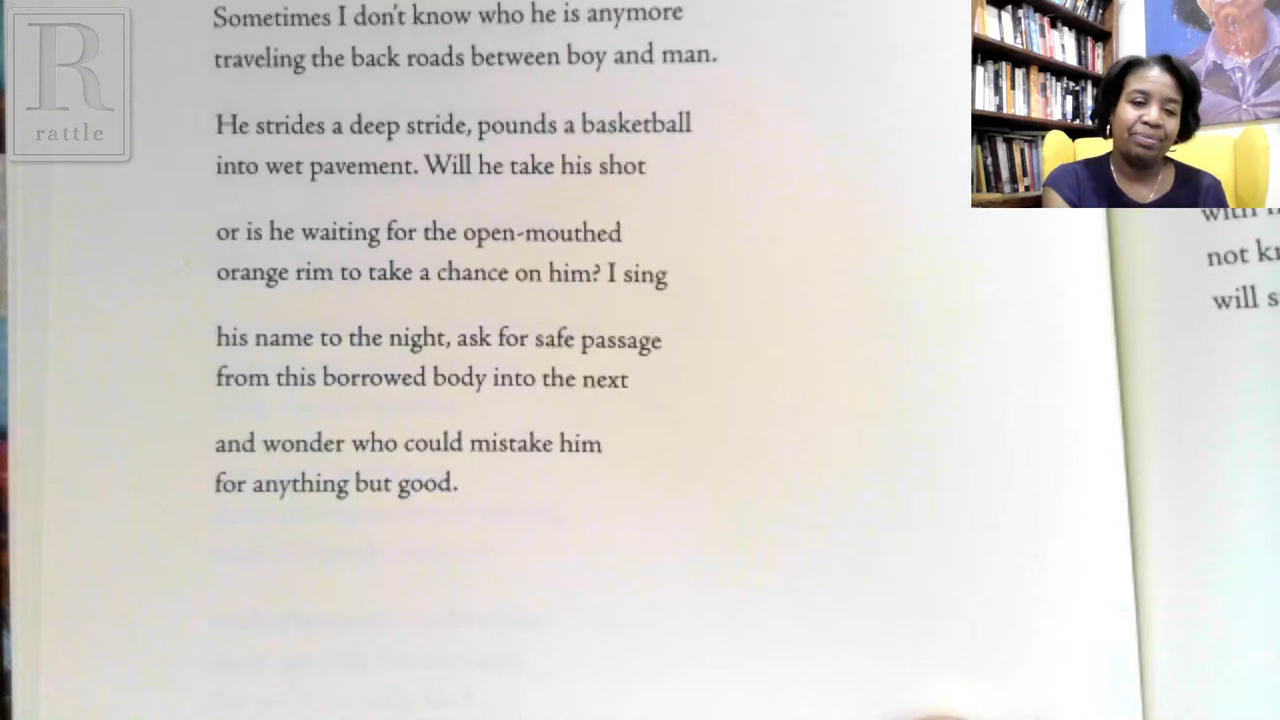 R
rattle
Sometimes I don't know who he is anymore
traveling the back roads between boy and man.
He strides a deep stride, pounds a basketball
into wet pavement. Will he take his shot
or is he waiting for the open-mouthed
orange rim to take a chance on him? I sing
his name to the night, ask for safe passage
from this borrowed body into the next
and wonder who could mistake him
for anything but good.
with
not
will